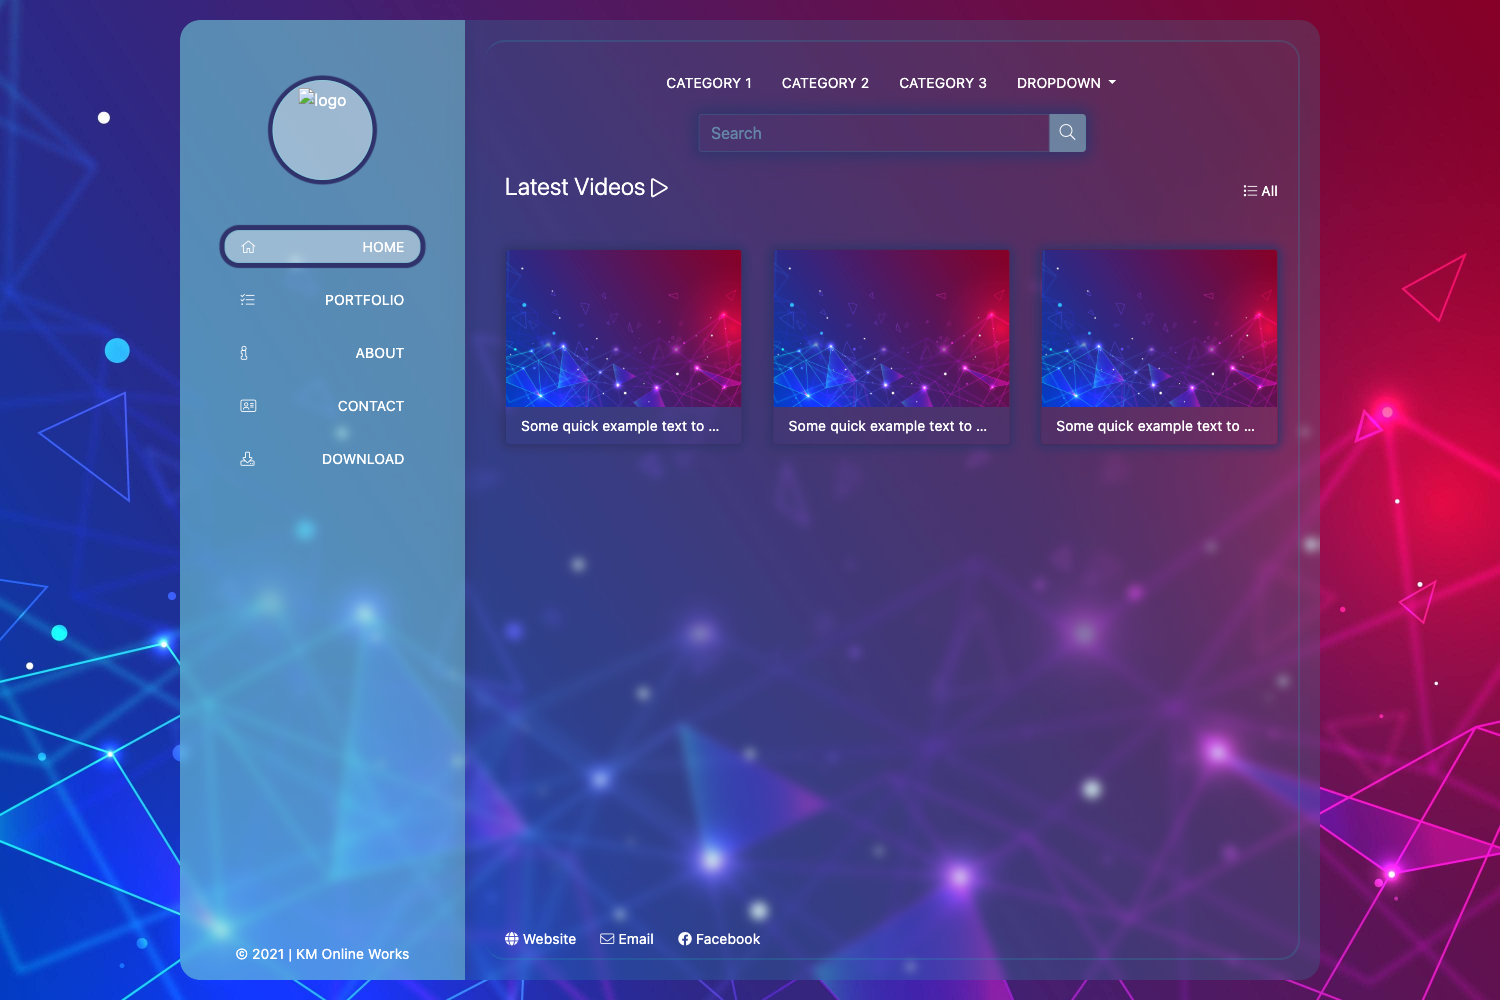 logo
HOME
PORTFOLIO
ABOUT
CONTACT
DOWNLOAD
© 2021 | KM Online Works
CATEGORY 1 CATEGORY 2 CATEGORY 3 DROPDOWN
Search
Latest Videos
All
Some quick example text to ...
Some quick example text to ...
Some quick example text to ...
Website Email Facebook